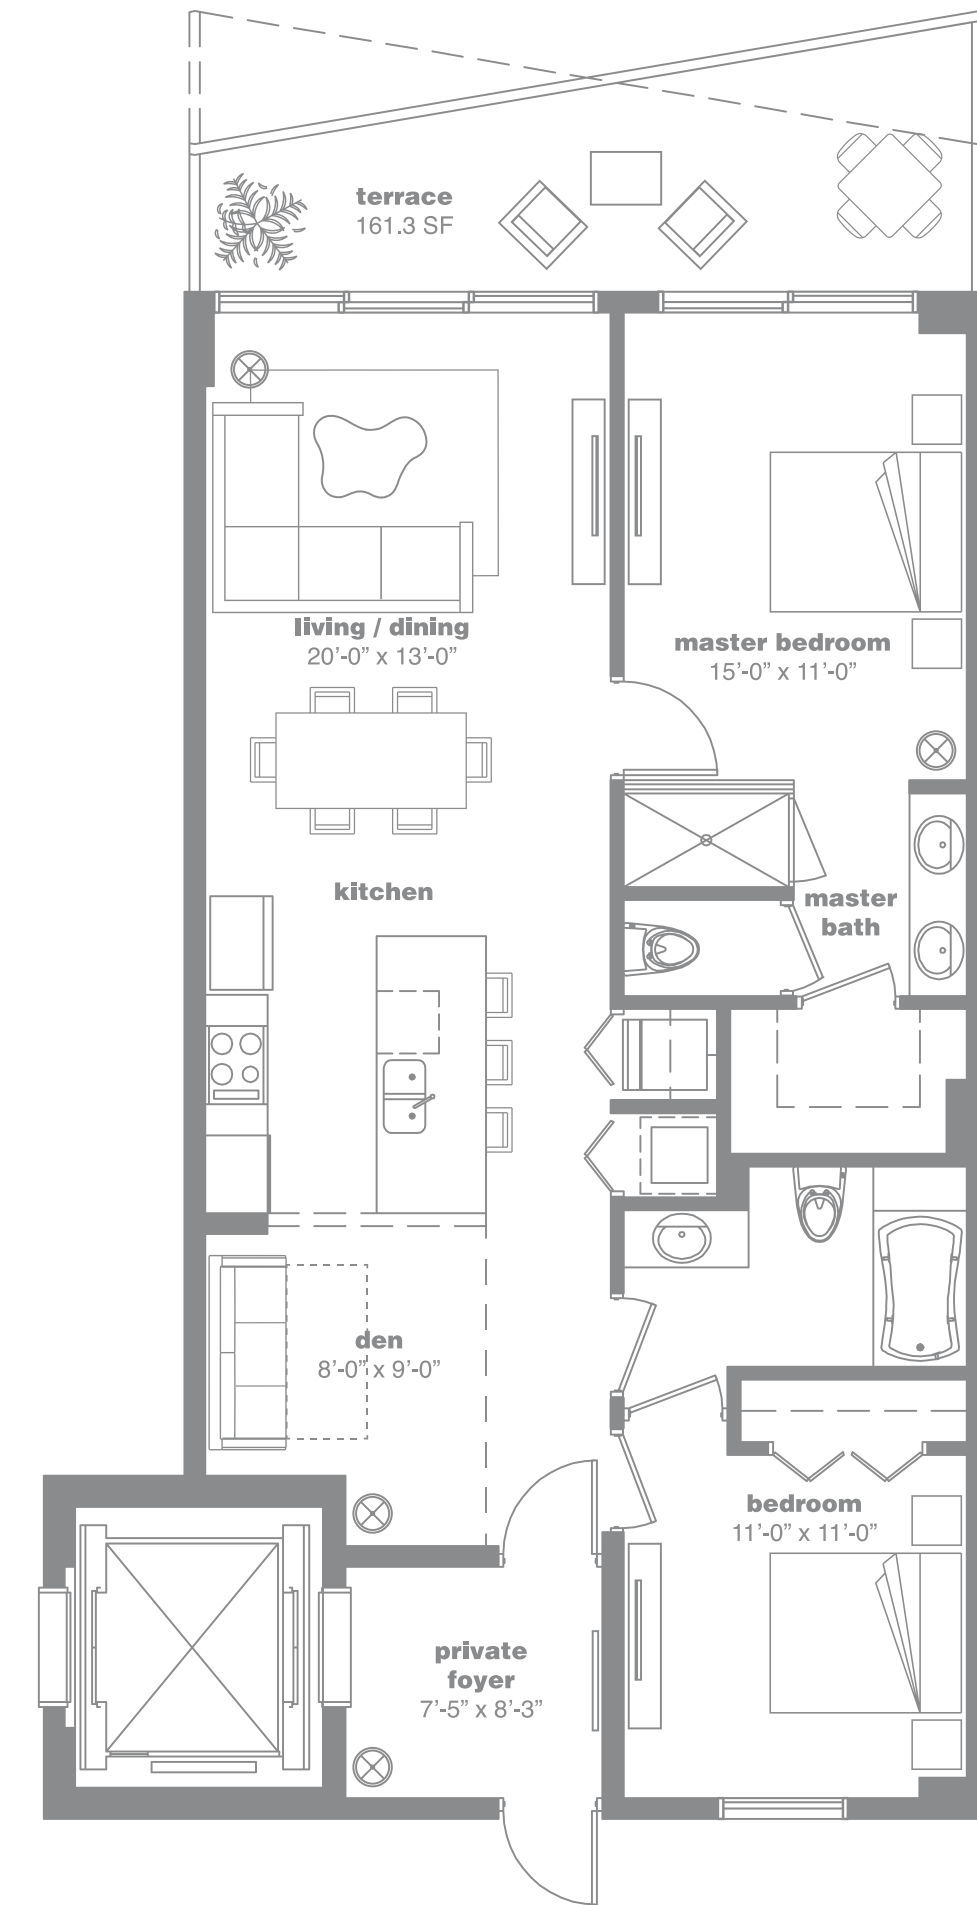 terrace
161.3 SF
living / dining
20’-0” x 13’-0”
master bedroom
15’-0” x 11’-0”
kitchen
master
bath
den
8’-0” x 9’-0”
bedroom
11’-0” x 11’-0”
private
foyer
7’-5” x 8’-3”